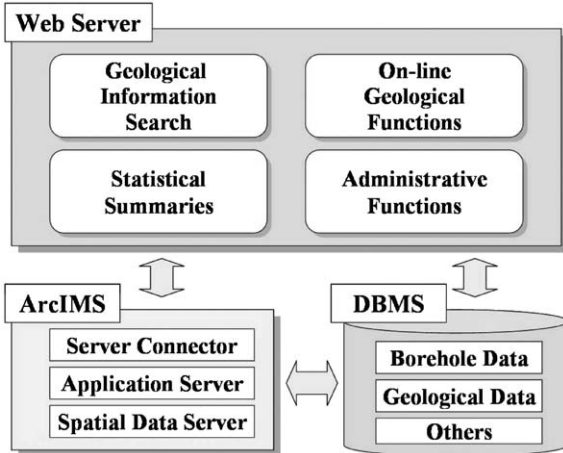 Web Server
Geological
Information
Search
On-line
Geological
Functions
Statistical
Summaries
Administrative
Functions
ArcIMS
Server Connector
Application Server
Spatial Data Server
DBMS
Borehole Data
Geological Data
Others